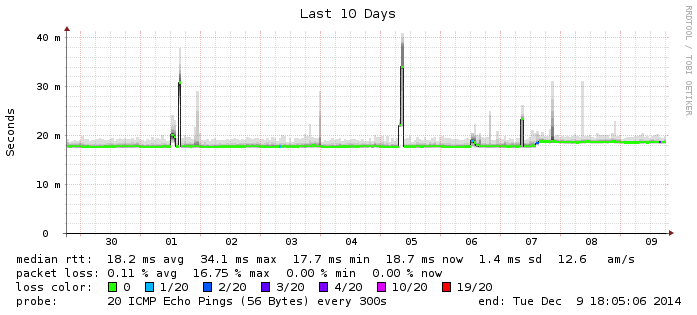 Last 10 Days
RRDTOOL / TOBI OETIKER
Seconds
40 m
30 m
20 m
10 m
0
30 01 02 03 04 05 06 07 08 09
median rtt: 18.2 ms avg 34.1 ms max 17.7 ms min 18.7 ms now 1.4 ms sd 12.6 am/s
packet loss: 0.11 % avg 16.75 % max 0.00 % min 0.00 % now
loss color: 0 1/20 2/20 3/20 4/20 10/20 19/20
probe: 20 ICMP Echo Pings (56 Bytes) every 300s end: Tue Dec 9 18:05:06 2014